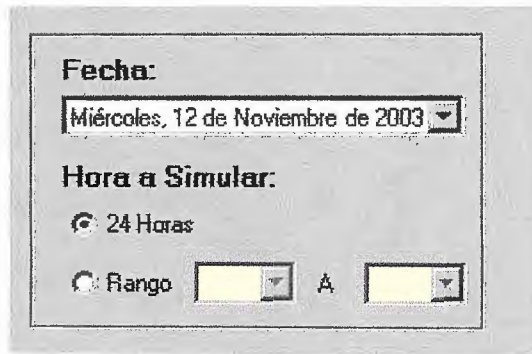 Fecha:
Miércoles, 12 de Noviembre de 2003
Hora a Simular:
24 Horas
Rango A